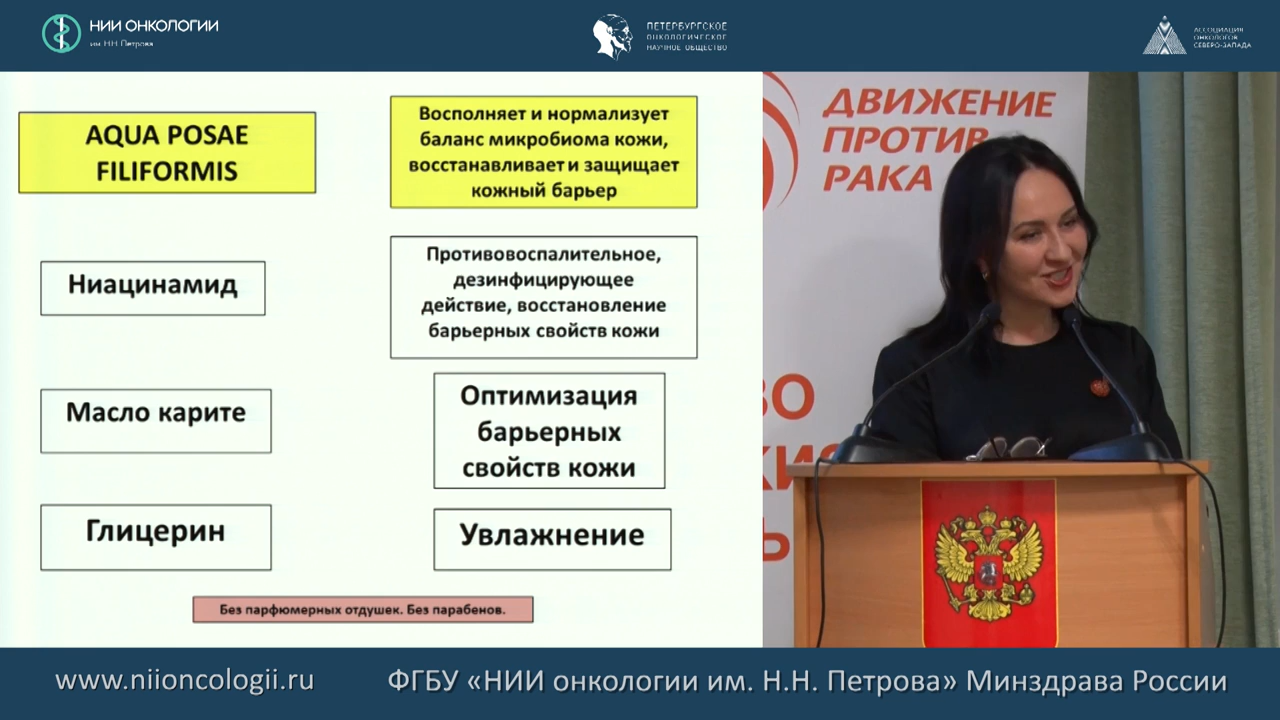 НИИ ОНКОЛОГИИ
им. Н.Н. Петрова
ПЕТЕРБУРГСКОЕ
ОНКОЛОГИЧЕСКОЕ
НАУЧНОЕ ОБЩЕСТВО
АССОЦИАЦИЯ
ОНКОЛОГОВ
СЕВЕРО-ЗАПАДА
AQUA POSAE
FILIFORMIS
Восполняет и нормализует
баланс микробиома кожи,
восстанавливает и защищает
кожный барьер
Ниацинамид
Противовоспалительное,
дезинфицирующее
действие, восстановление
барьерных свойств кожи
Масло карите
Оптимизация
барьерных
свойств кожи
Глицерин
Увлажнение
Без парфюмерных отдушек. Без парабенов.
ДВИЖЕНИЕ
ПРОТИВ
РАКА
www.niioncologii.ru
ФГБУ «НИИ онкологии им. Н.Н. Петрова» Минздрава России